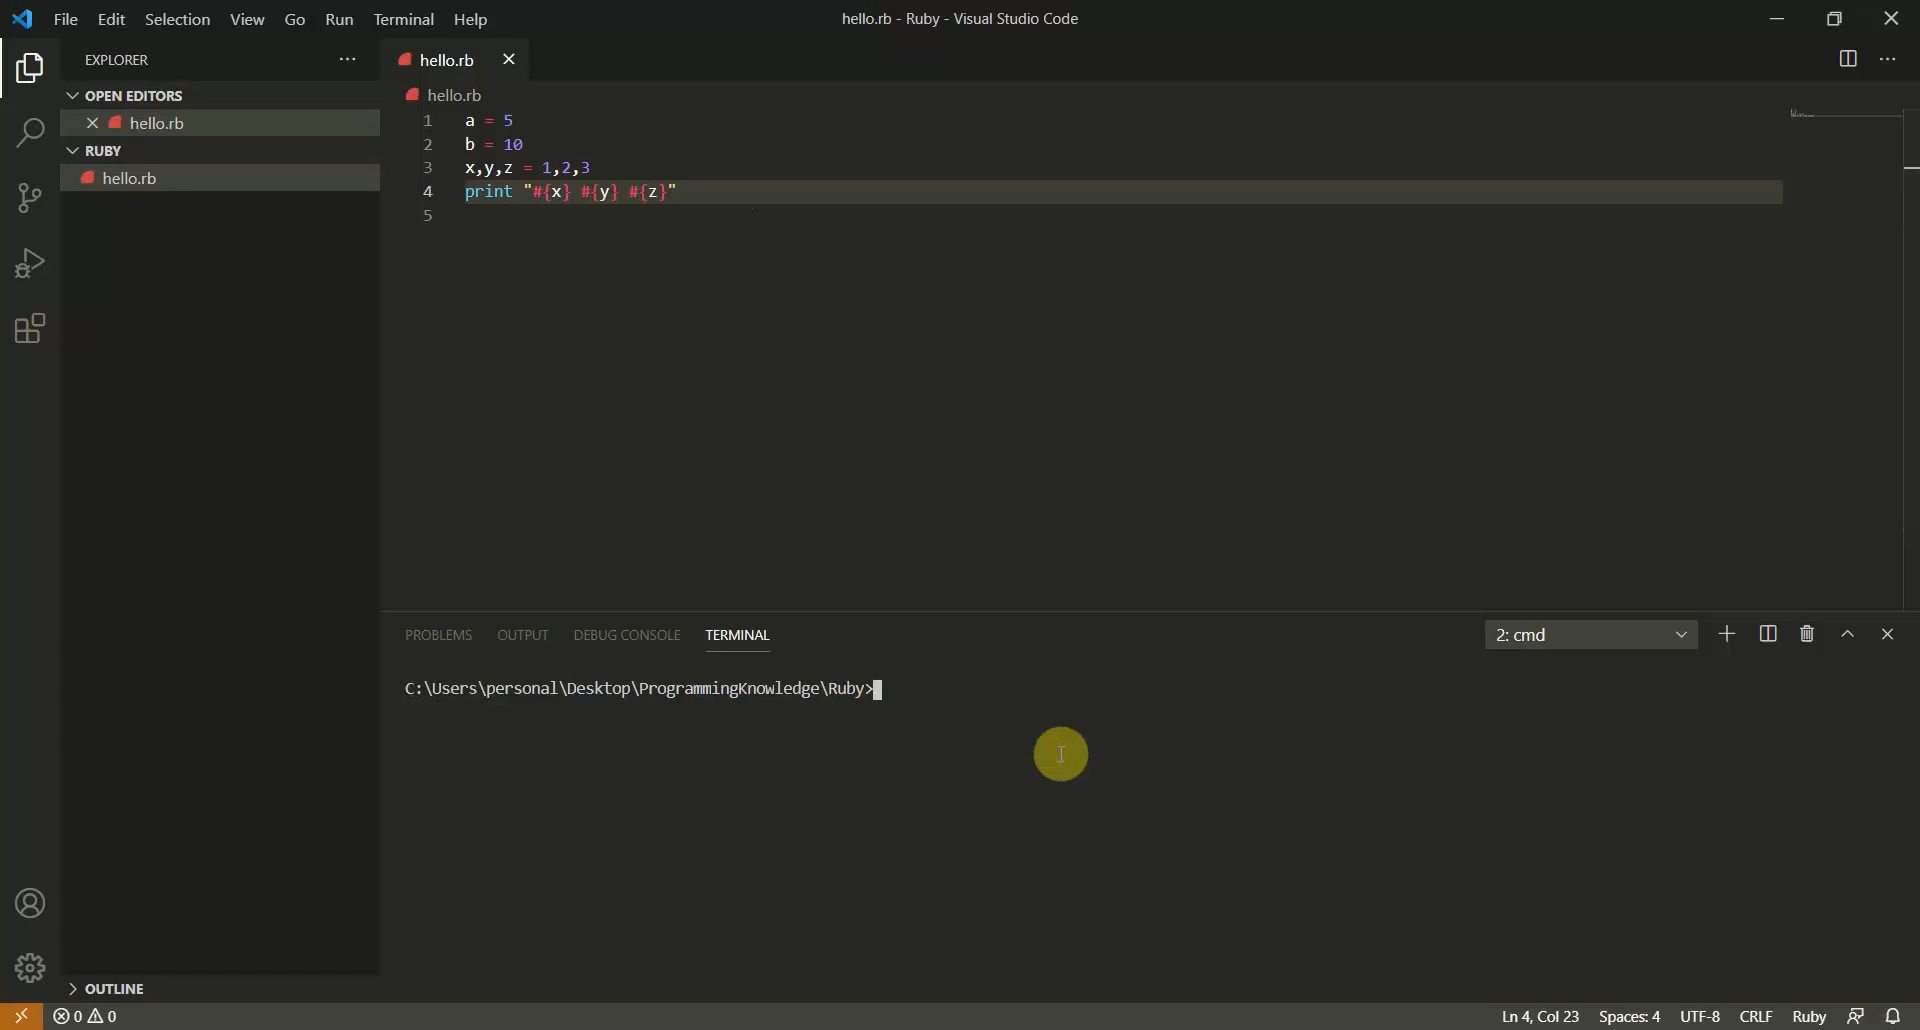 File Edit Selection View Go Run Terminal Help
hello.rb - Ruby - Visual Studio Code
EXPLORER
OPEN EDITORS
hello.rb
RUBY
hello.rb
OUTLINE
hello.rb
hello.rb
1 a = 5
2 b = 10
3 x,y,z = 1,2,3
4 print "#{x} #{y} #{z}"
5
PROBLEMS OUTPUT DEBUG CONSOLE TERMINAL
2: cmd
C:\Users\personal\Desktop\ProgrammingKnowledge\Ruby>
0 0
Ln 4, Col 23 Spaces: 4 UTF-8 CRLF Ruby